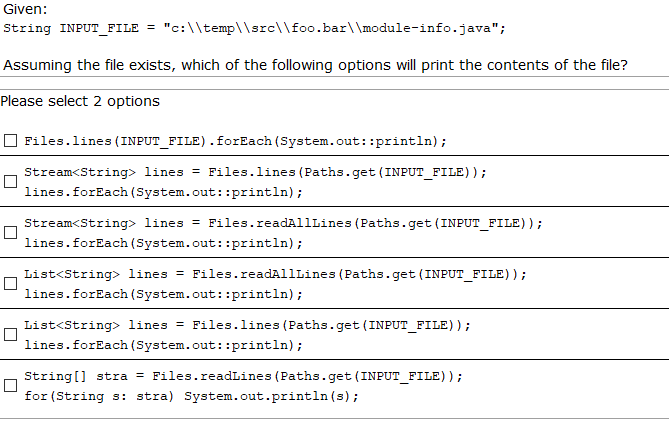 Given:
String INPUT_FILE = "c:\\temp\\src\\foo.bar\\module-info.java";
Assuming the file exists, which of the following options will print the contents of the file?
Please select 2 options
Files.lines(INPUT_FILE).forEach(System.out::println);
Stream<String> lines = Files.lines(Paths.get(INPUT_FILE));
lines.forEach(System.out::println);
Stream<String> lines = Files.readAllLines(Paths.get(INPUT_FILE));
lines.forEach(System.out::println);
List<String> lines = Files.readAllLines(Paths.get(INPUT_FILE));
lines.forEach(System.out::println);
List<String> lines = Files.lines(Paths.get(INPUT_FILE));
lines.forEach(System.out::println);
String[] stra = Files.readLines(Paths.get(INPUT_FILE));
for(String s: stra) System.out.println(s);